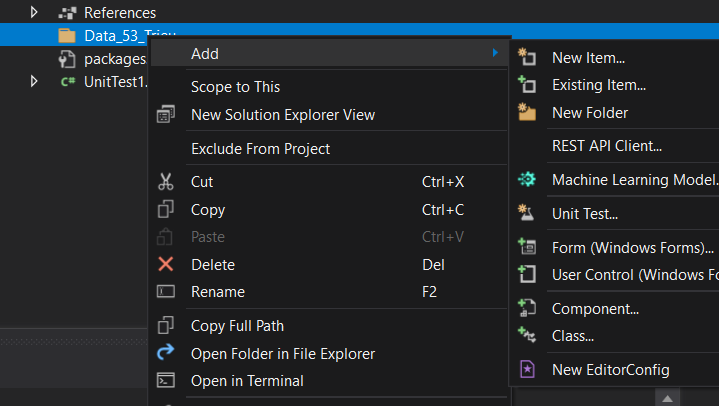 References
Data_53_Trieu
packages
UnitTest1.
Add
Scope to This
New Solution Explorer View
Exclude From Project
Cut Ctrl+X
Copy Ctrl+C
Paste Ctrl+V
Delete Del
Rename F2
Copy Full Path
Open Folder in File Explorer
Open in Terminal
New Item...
Existing Item...
New Folder
REST API Client...
Machine Learning Model.
Unit Test...
Form (Windows Forms)...
User Control (Windows Fo
Component...
Class...
New EditorConfig